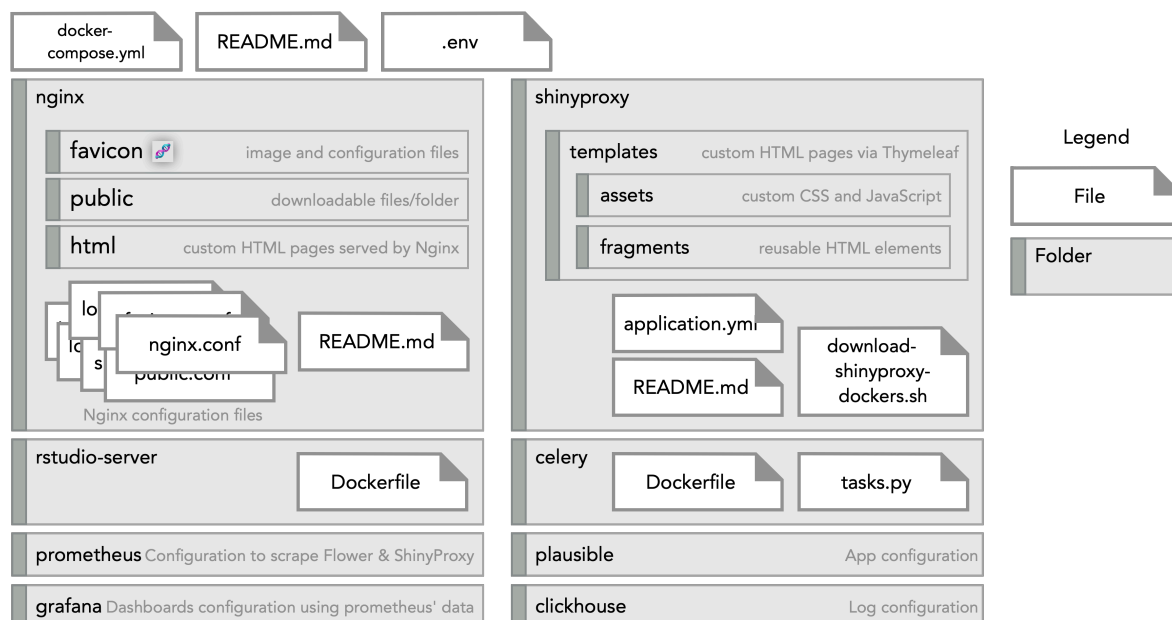 docker-
compose.yml
README.md
.env
nginx
favicon
image and configuration files
public
downloadable files/folder
html
custom HTML pages served by Nginx
nginx.conf
public.conf
README.md
Nginx configuration files
shinyproxy
templates
custom HTML pages via Thymeleaf
assets
custom CSS and JavaScript
fragments
reusable HTML elements
application.yml
README.md
download-
shinyproxy-
dockers.sh
Legend
File
Folder
rstudio-server
Dockerfile
celery
Dockerfile
tasks.py
prometheus Configuration to scrape Flower & ShinyProxy
plausible
App configuration
grafana Dashboards configuration using prometheus' data
clickhouse
Log configuration